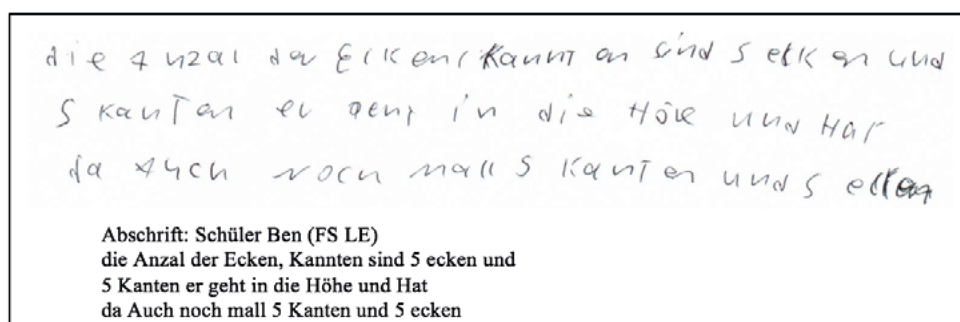 die Anzal der Ecken, Kannten sind 5 etken und
5 kanten er geht in die Höhe und Hat
da Auch noch mall 5 Kanten und 5 ecken
Abschrift: Schüler Ben (FS LE)
die Anzal der Ecken, Kannten sind 5 ecken und
5 Kanten er geht in die Höhe und Hat
da Auch noch mall 5 Kanten und 5 ecken